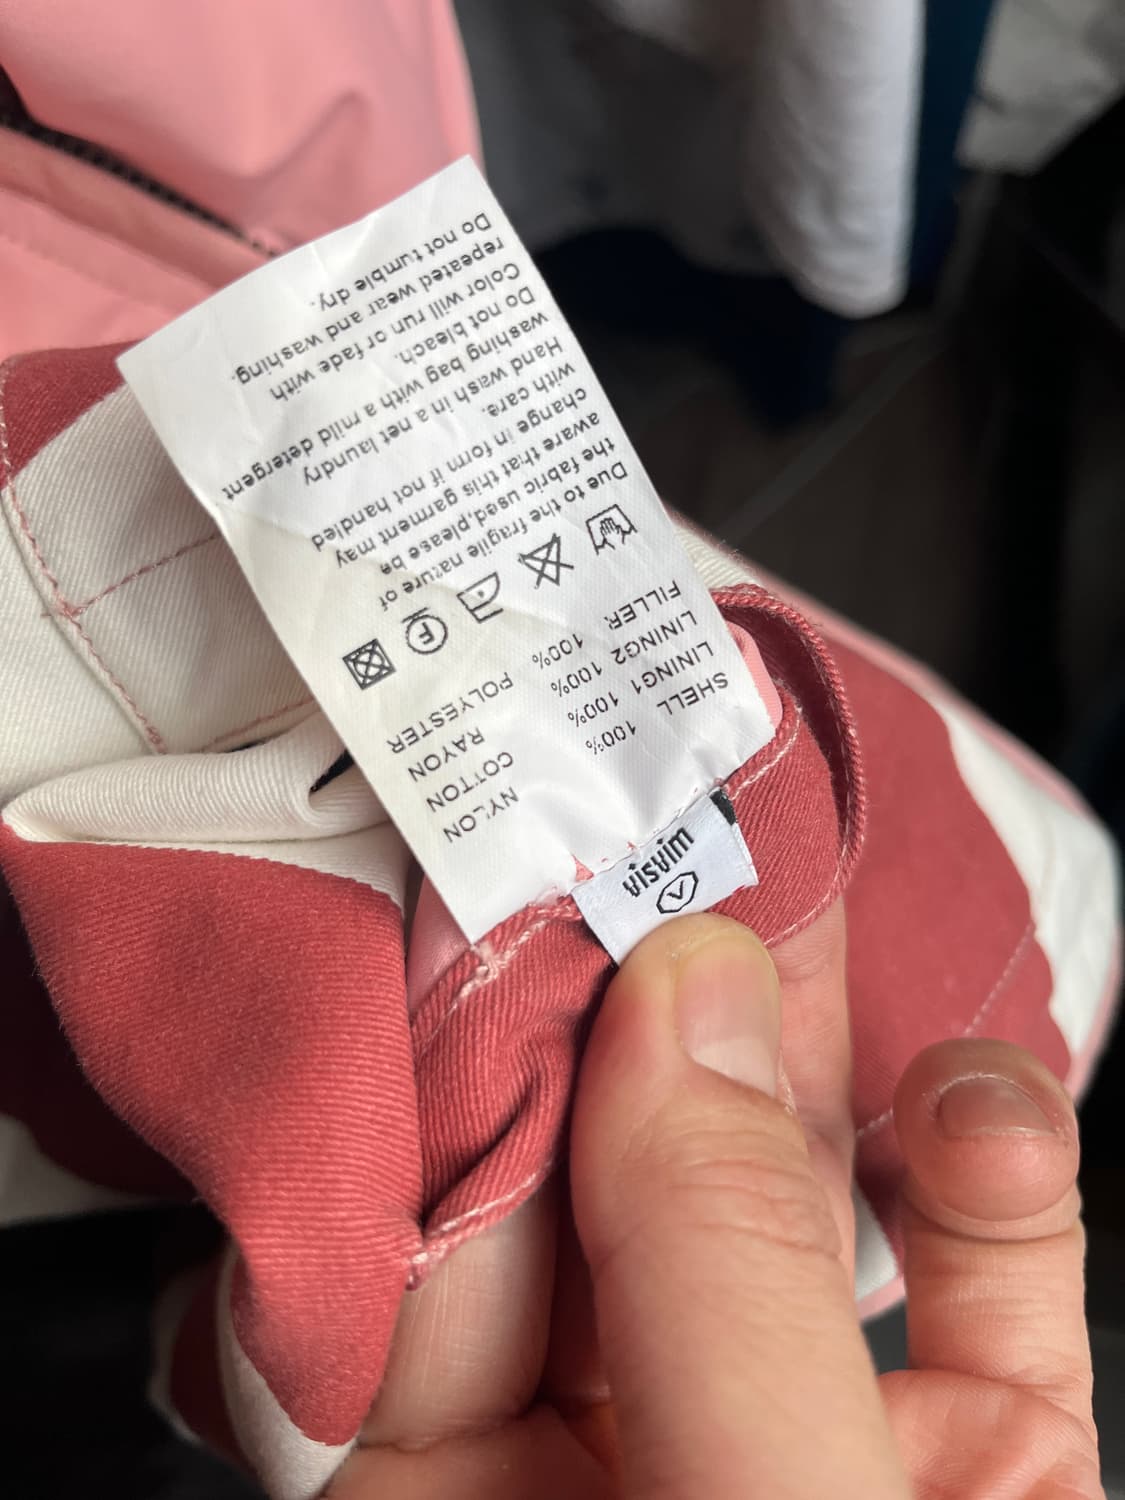 V
visvim
SHELL 100% NYLON
LINING1 100% COTTON
LINING2 100% RAYON
FILLER: 100% POLYESTER
F
Due to the fragile nature of
the fabric used,please be
aware that this garment may
change in form if not handled
with care.
Hand wash in a net laundry
washing bag with a mild detergent
Do not bleach.
Color will run or fade with
repeated wear and washing.
Do not tumble dry.